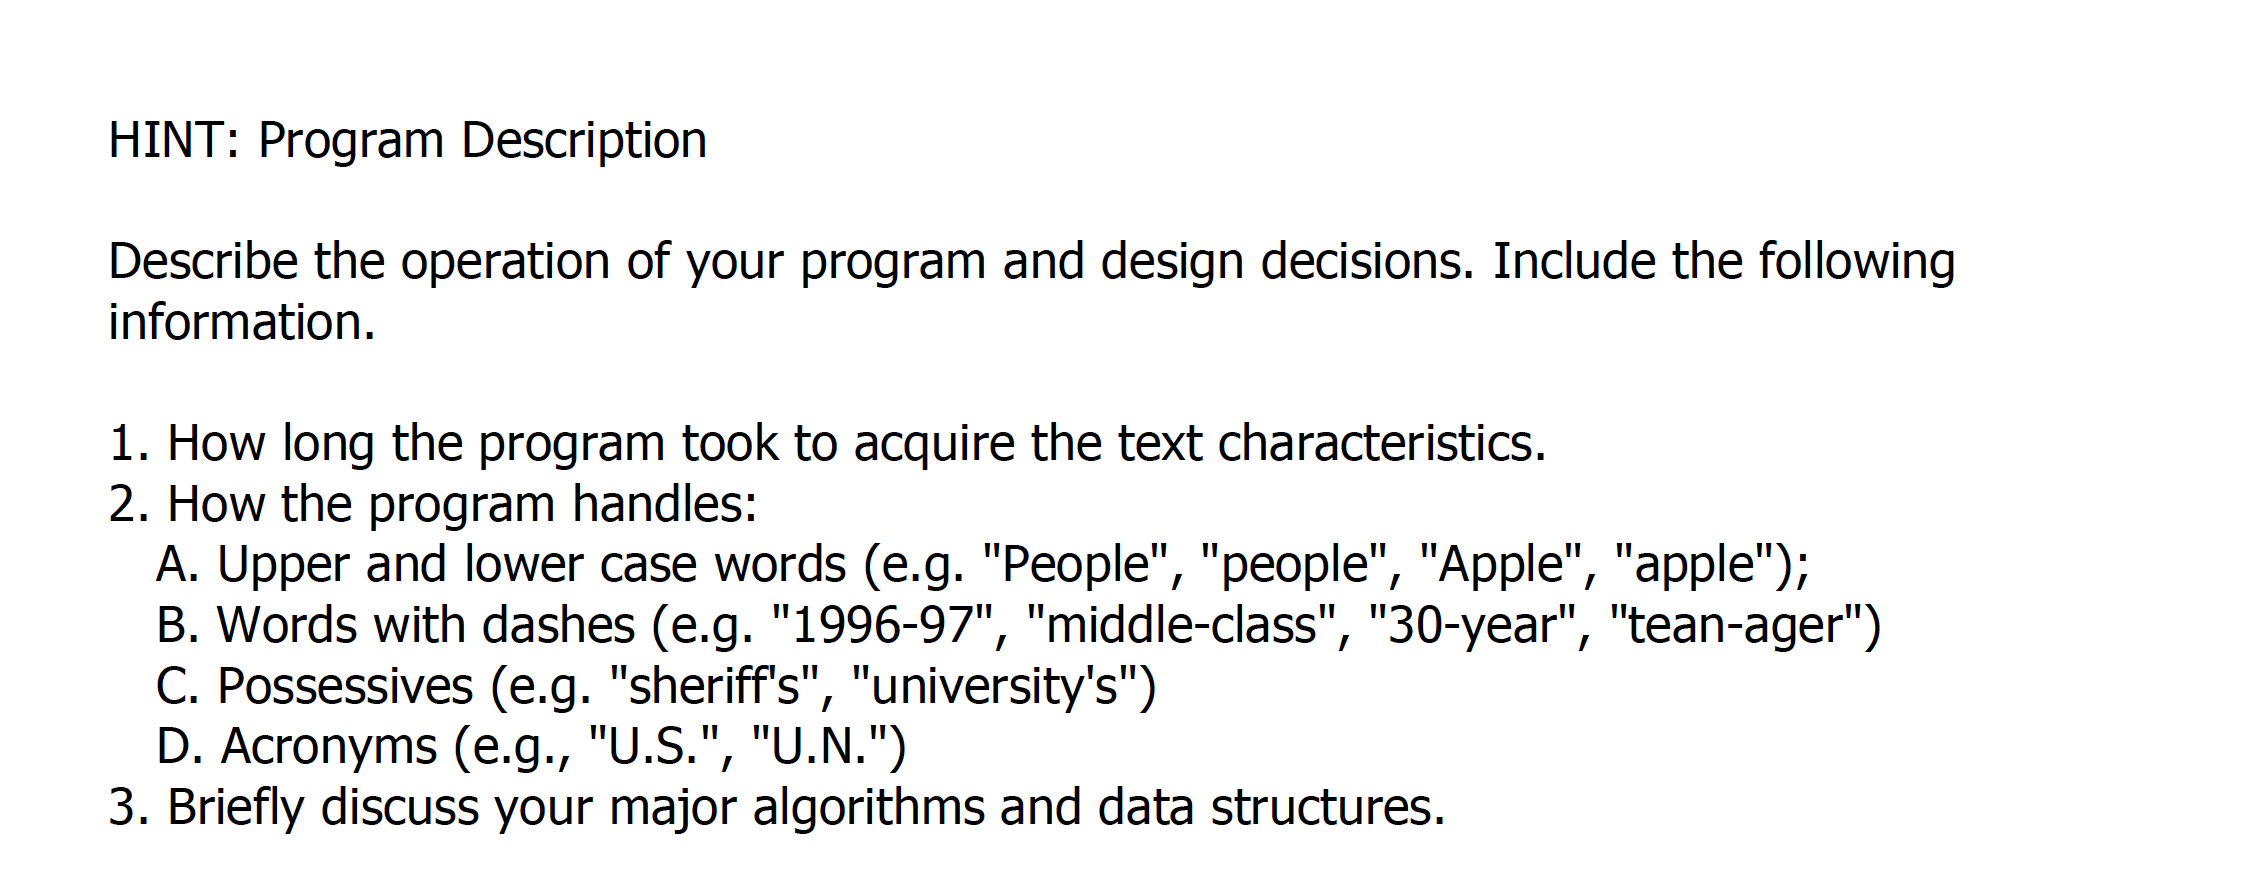 HINT: Program Description
Describe the operation of your program and design decisions. Include the following
information.
1. How long the program took to acquire the text characteristics.
2. How the program handles:
A. Upper and lower case words (e.g. "People", "people", "Apple", "apple");
B. Words with dashes (e.g. "1996-97", "middle-class", "30-year", "tean-ager")
C. Possessives (e.g. "sheriff's", "university's")
D. Acronyms (e.g., "U.S.", "U.N.")
3. Briefly discuss your major algorithms and data structures.